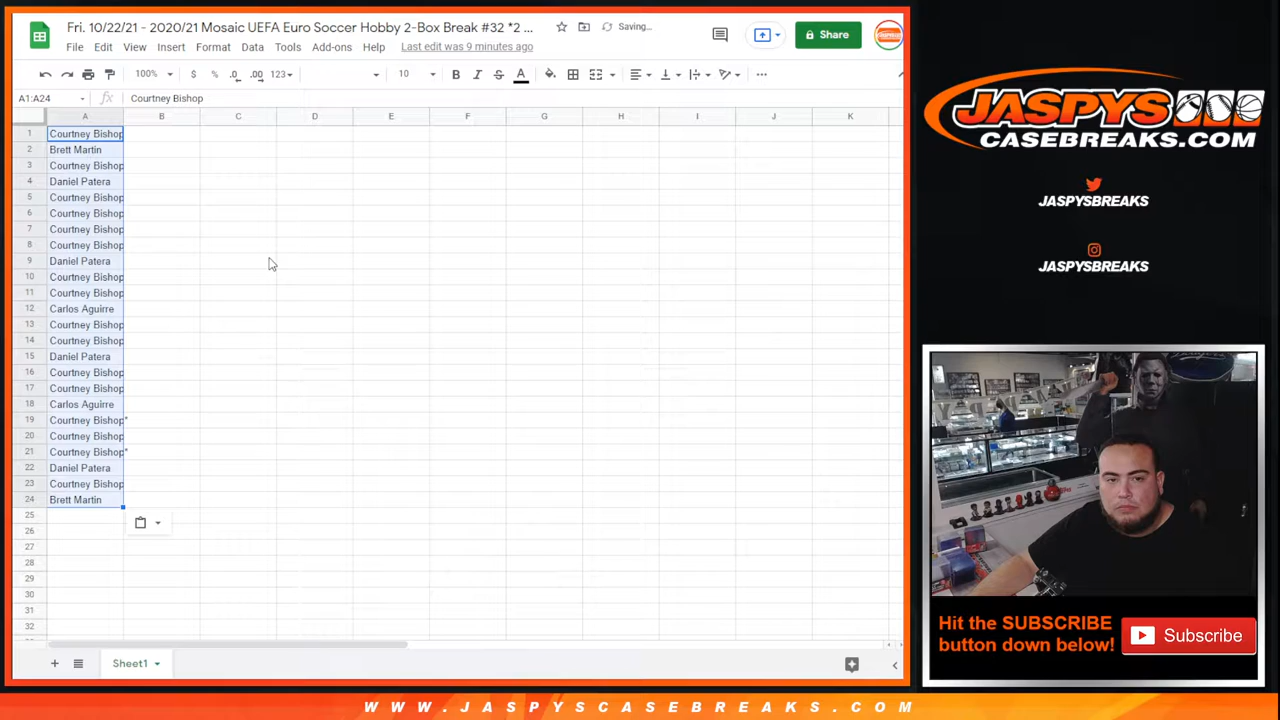 Fri. 10/22/21 - 2020/21 Mosaic UEFA Euro Soccer Hobby 2-Box Break #32 *2 ...
Saving...
Share
File Edit View Insert Format Data Tools Add-ons Help Last edit was 9 minutes ago
100% $ % .0 .00 123 10 B I S A
A1:A24 fx Courtney Bishop
A B C D E F G H I J K
1 Courtney Bishop
2 Brett Martin
3 Courtney Bishop
4 Daniel Patera
5 Courtney Bishop
6 Courtney Bishop
7 Courtney Bishop
8 Courtney Bishop
9 Daniel Patera
10 Courtney Bishop
11 Courtney Bishop
12 Carlos Aguirre
13 Courtney Bishop
14 Courtney Bishop
15 Daniel Patera
16 Courtney Bishop
17 Courtney Bishop
18 Carlos Aguirre
19 Courtney Bishop*
20 Courtney Bishop
21 Courtney Bishop*
22 Daniel Patera
23 Courtney Bishop
24 Brett Martin
25
26
27
28
29
30
31
32
Sheet1
JASPYS
CASEBREAKS.COM
JASPYSBREAKS
JASPYSBREAKS
Hit the SUBSCRIBE
button down below!
Subscribe
WWW.JASPYSCASEBREAKS.COM